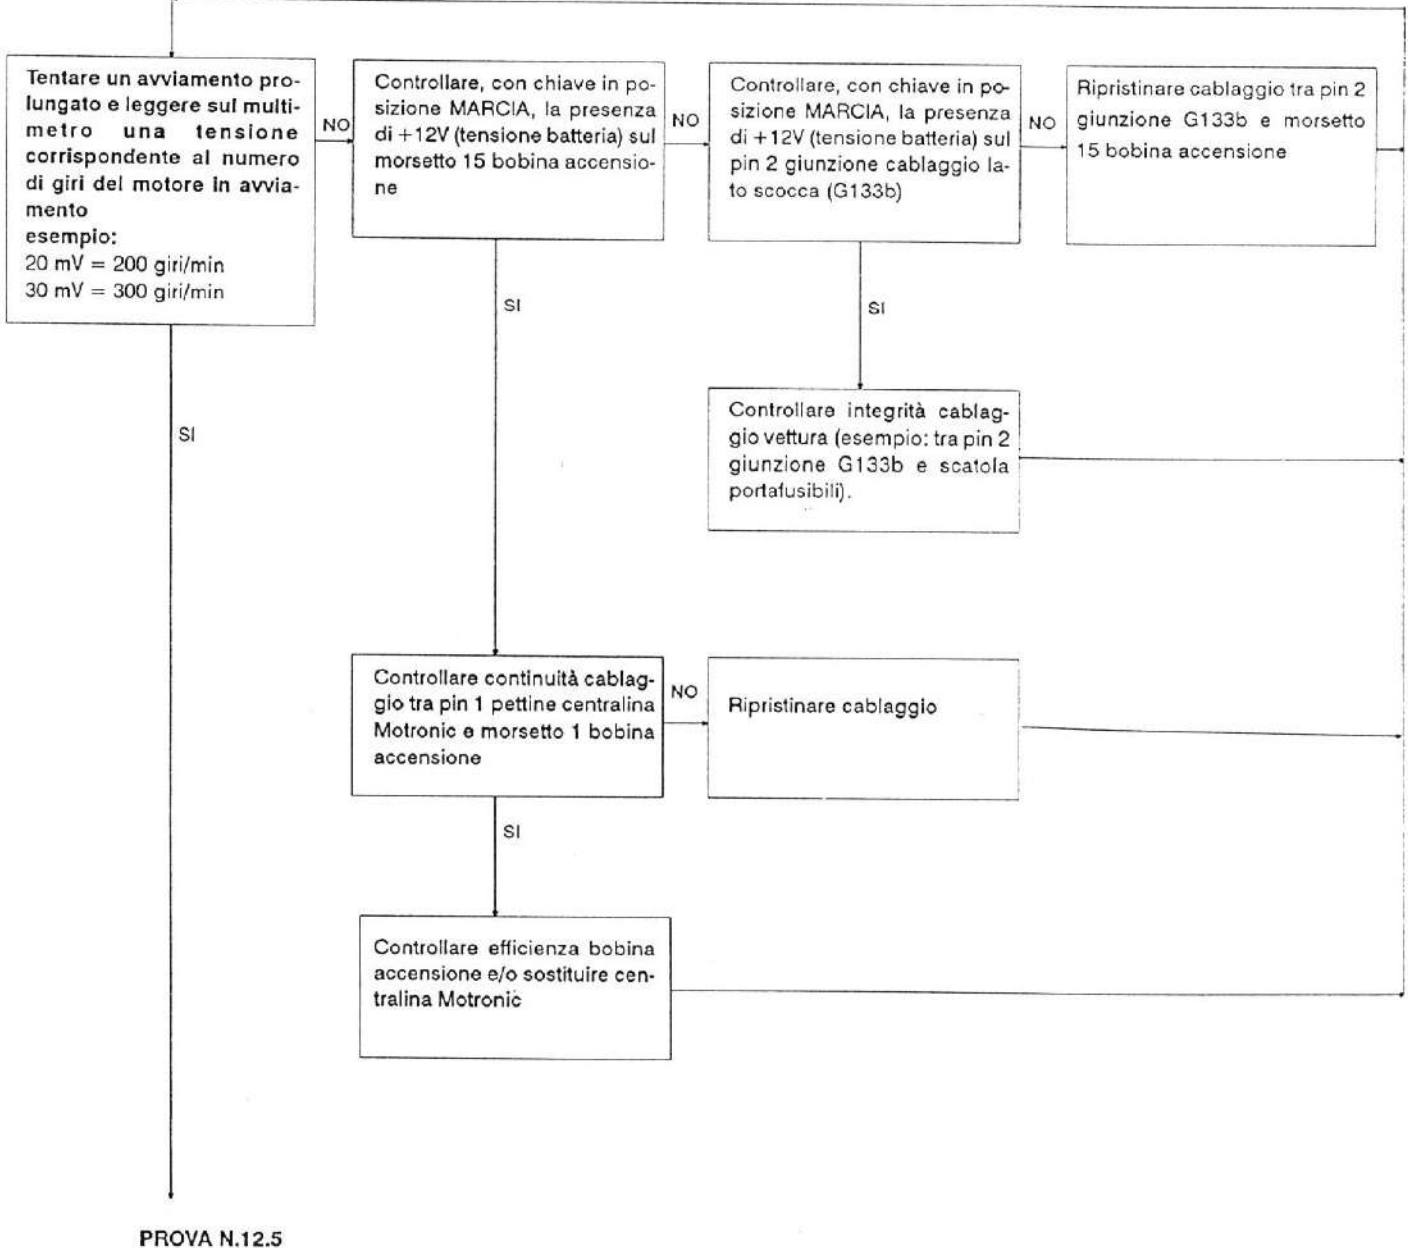 Tentare un avviamento pro-
lungato e leggere sul multi-
metro una tensione
corrispondente al numero
di giri del motore in avvia-
mento
esempio:
20 mV = 200 giri/min
30 mV = 300 giri/min
NO
Controllare, con chiave in po-
sizione MARCIA, la presenza
di +12V (tensione batteria) sul
morsetto 15 bobina accensio-
ne
NO
Controllare, con chiave in po-
sizione MARCIA, la presenza
di +12V (tensione batteria) sul
pin 2 giunzione cablaggio la-
to scocca (G133b)
NO
Ripristinare cablaggio tra pin 2
giunzione G133b e morsetto
15 bobina accensione
SI
SI
SI
Controllare integrità cablag-
gio vettura (esempio: tra pin 2
giunzione G133b e scatola
portafusibili).
Controllare continuità cablag-
gio tra pin 1 pettine centralina
Motronic e morsetto 1 bobina
accensione
NO
Ripristinare cablaggio
SI
Controllare efficienza bobina
accensione e/o sostituire cen-
tralina Motronic
PROVA N.12.5